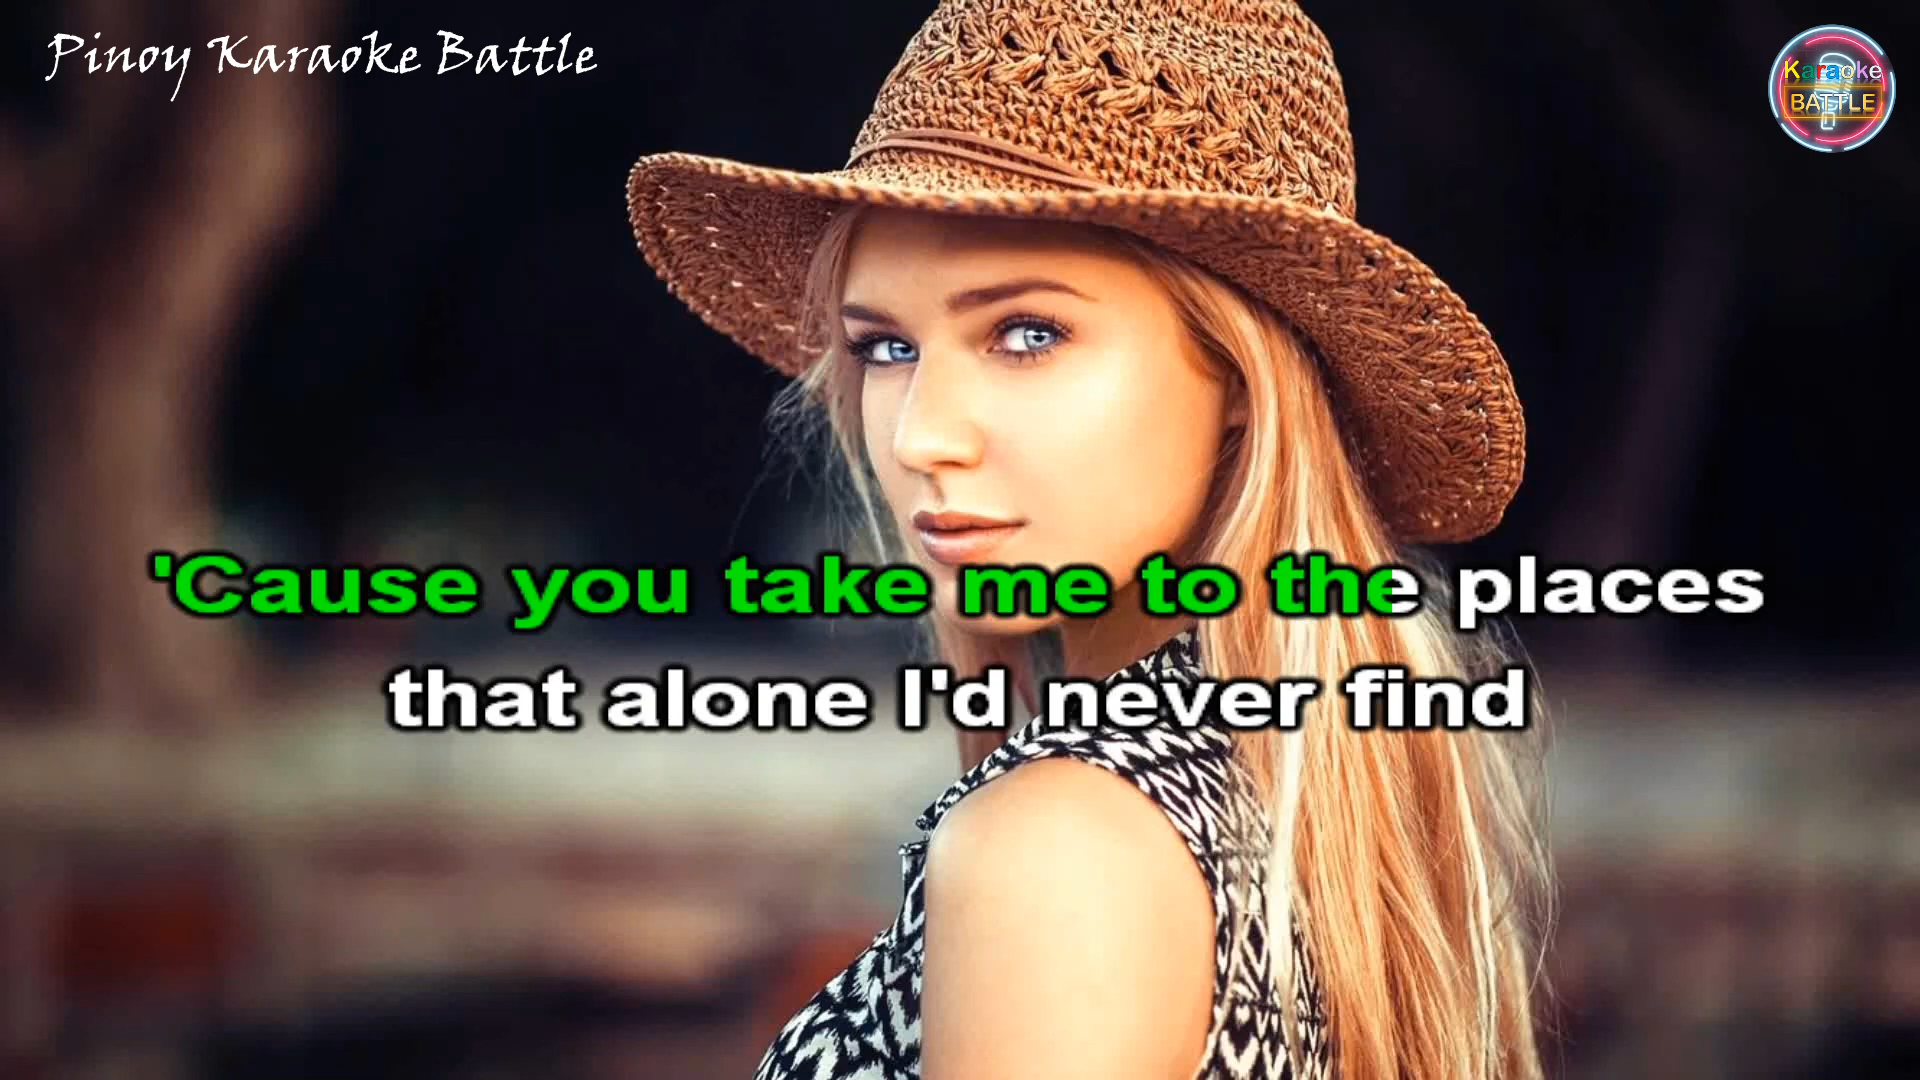 Pinoy Karaoke Battle
Karaoke
BATTLE
'Cause you take me to the places
that alone I'd never find